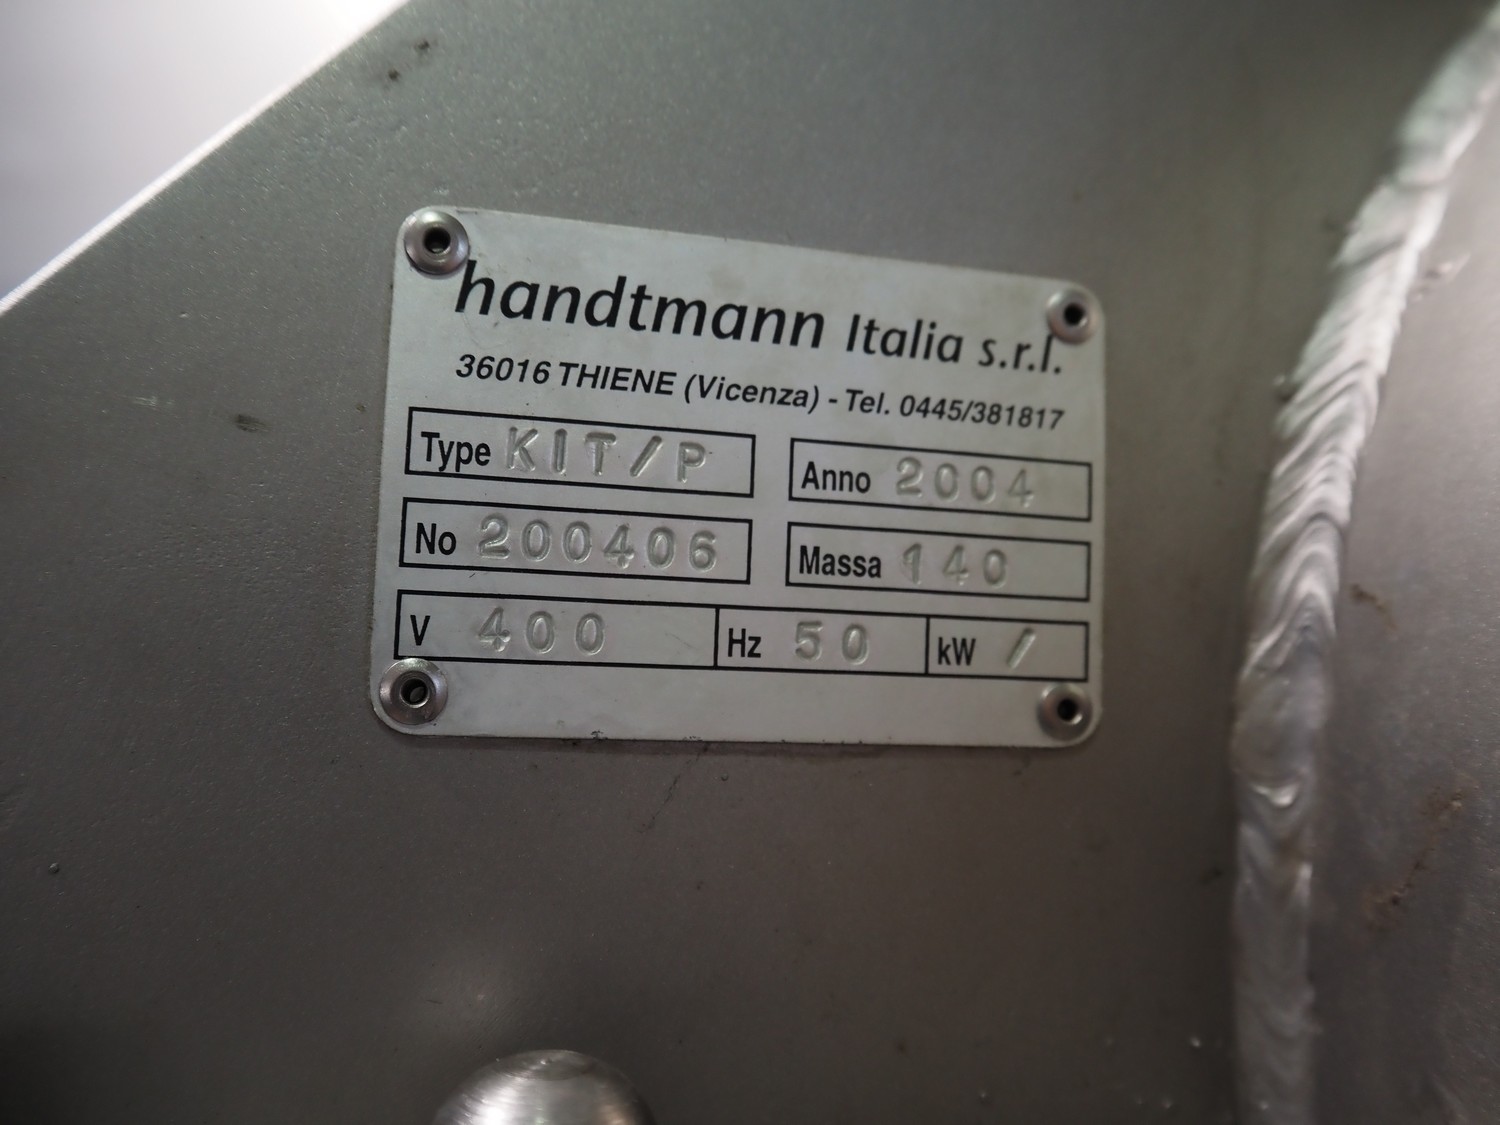 handtmann Italia s.r.l.
36016 THIENE (Vicenza) - Tel. 0445/381817
Type KIT/P Anno 2004
No 200406 Massa 140
V 400 Hz 50 kW /